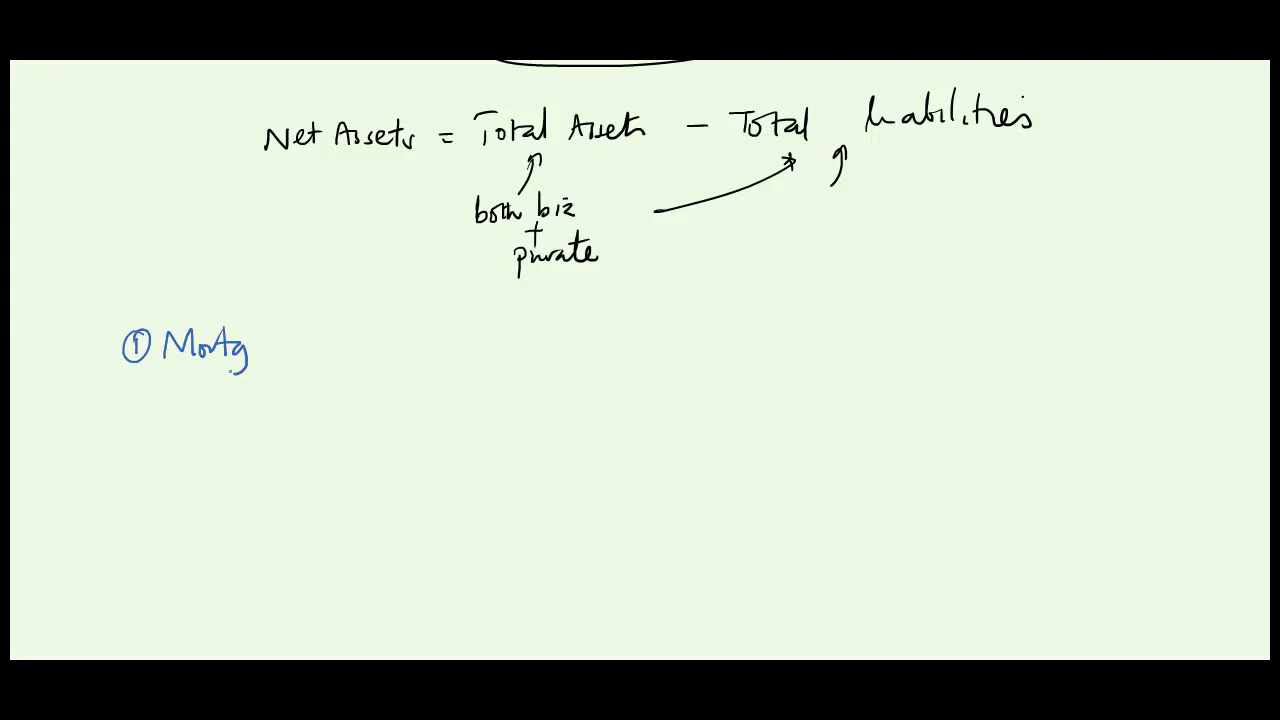 Net Assets = Total Assets - Total Liabilities
both biz
+
private
① Mortg